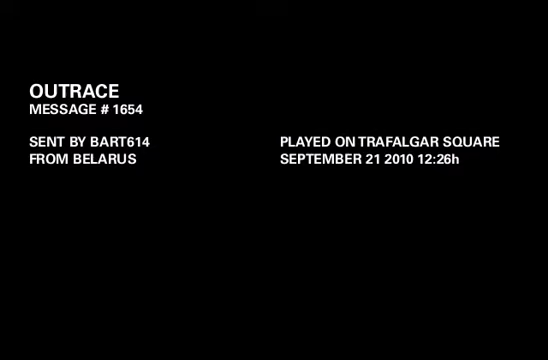 OUTRACE
MESSAGE # 1654
SENT BY BART614
FROM BELARUS
PLAYED ON TRAFALGAR SQUARE
SEPTEMBER 21 2010 12:26h